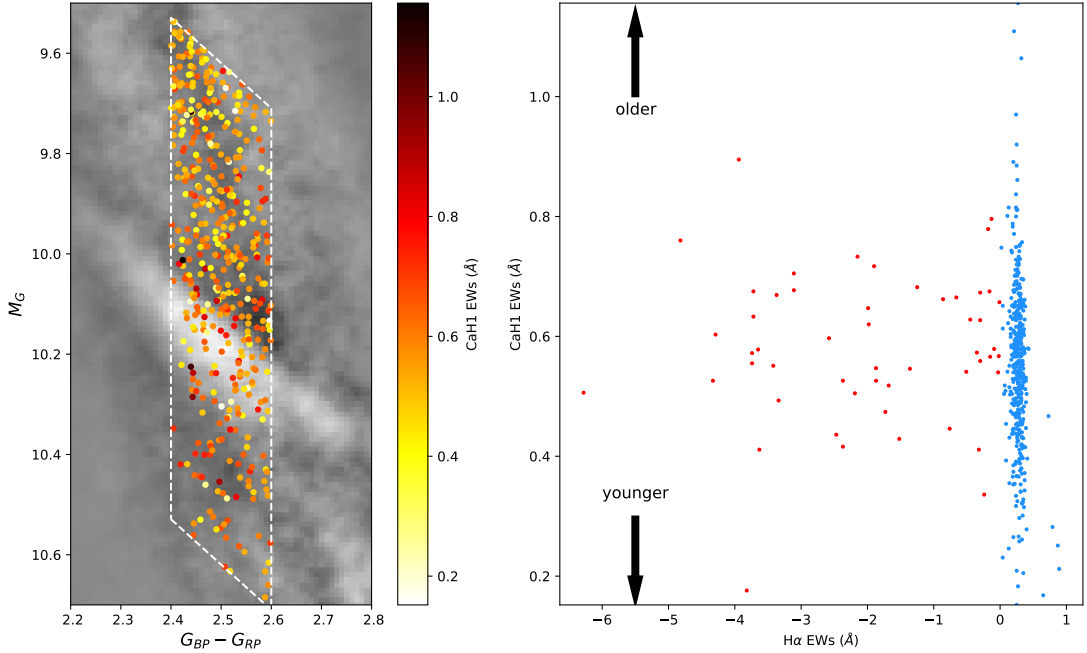 9.6
9.8
10.0
10.2
10.4
10.6
M_G
2.2 2.3 2.4 2.5 2.6 2.7 2.8
G_BP − G_RP
1.0
0.8
0.6
0.4
0.2
CaH1 EWs (Å)
1.0
0.8
0.6
0.4
0.2
CaH1 EWs (Å)
older
younger
−6 −5 −4 −3 −2 −1 0 1
Hα EWs (Å)